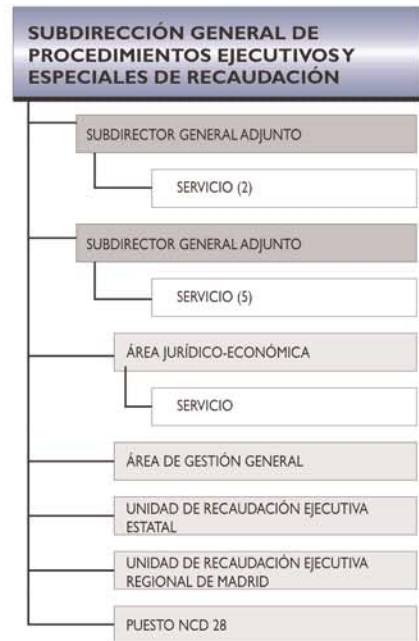 SUBDIRECCIÓN GENERAL DE
PROCEDIMIENTOS EJECUTIVOS Y
ESPECIALES DE RECAUDACIÓN
SUBDIRECTOR GENERAL ADJUNTO
SERVICIO (2)
SUBDIRECTOR GENERAL ADJUNTO
SERVICIO (5)
ÁREA JURÍDICO-ECONÓMICA
SERVICIO
ÁREA DE GESTIÓN GENERAL
UNIDAD DE RECAUDACIÓN EJECUTIVA
ESTATAL
UNIDAD DE RECAUDACIÓN EJECUTIVA
REGIONAL DE MADRID
PUESTO NCD 28